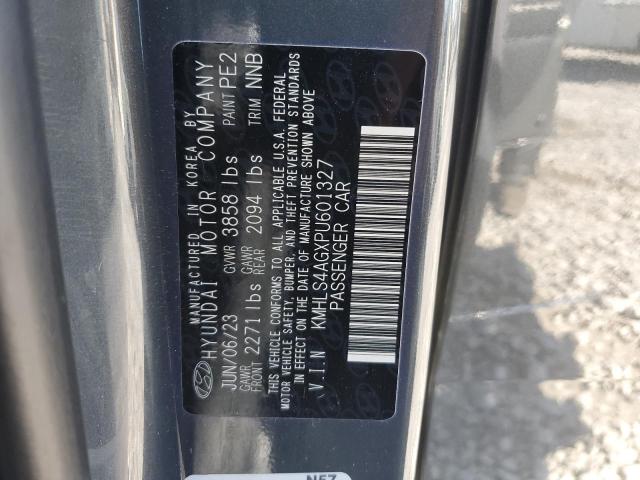 MANUFACTURED IN KOREA BY
HYUNDAI MOTOR COMPANY
JUN/06/23 GVWR 3858 lbs PAINT PE2
GAWR FRONT 2271 lbs GAWR REAR 2094 lbs TRIM NNB
THIS VEHICLE CONFORMS TO ALL APPLICABLE U.S.A. FEDERAL
MOTOR VEHICLE SAFETY, BUMPER, AND THEFT PREVENTION STANDARDS
IN EFFECT ON THE DATE OF MANUFACTURE SHOWN ABOVE
V.I.N KMHLS4AGXPU601327
PASSENGER CAR